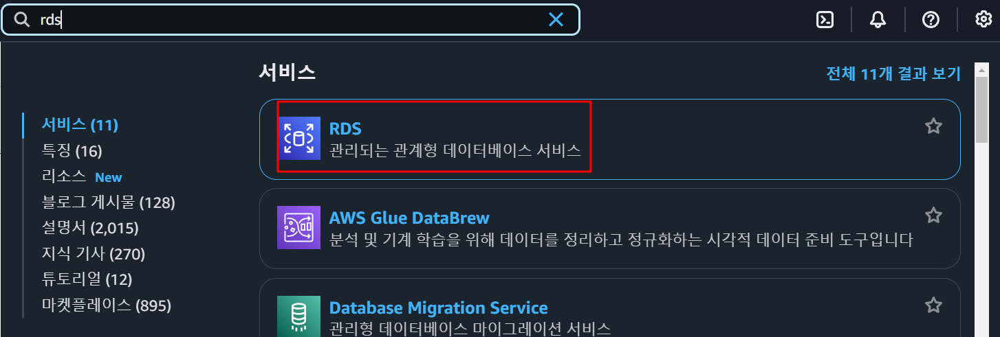 rds
서비스
전체 11개 결과 보기
서비스 (11)
특징 (16)
리소스 New
블로그 게시물 (128)
설명서 (2,015)
지식 기사 (270)
튜토리얼 (12)
마켓플레이스 (895)
RDS
관리되는 관계형 데이터베이스 서비스
AWS Glue DataBrew
분석 및 기계 학습을 위해 데이터를 정리하고 정규화하는 시각적 데이터 준비 도구입니다
Database Migration Service
관리형 데이터베이스 마이그레이션 서비스